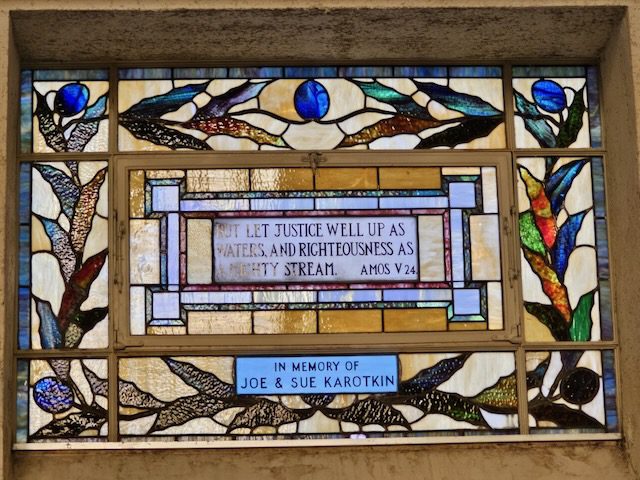 BUT LET JUSTICE WELL UP AS
WATERS, AND RIGHTEOUSNESS AS
A MIGHTY STREAM. AMOS V 24.
IN MEMORY OF
JOE & SUE KAROTKIN